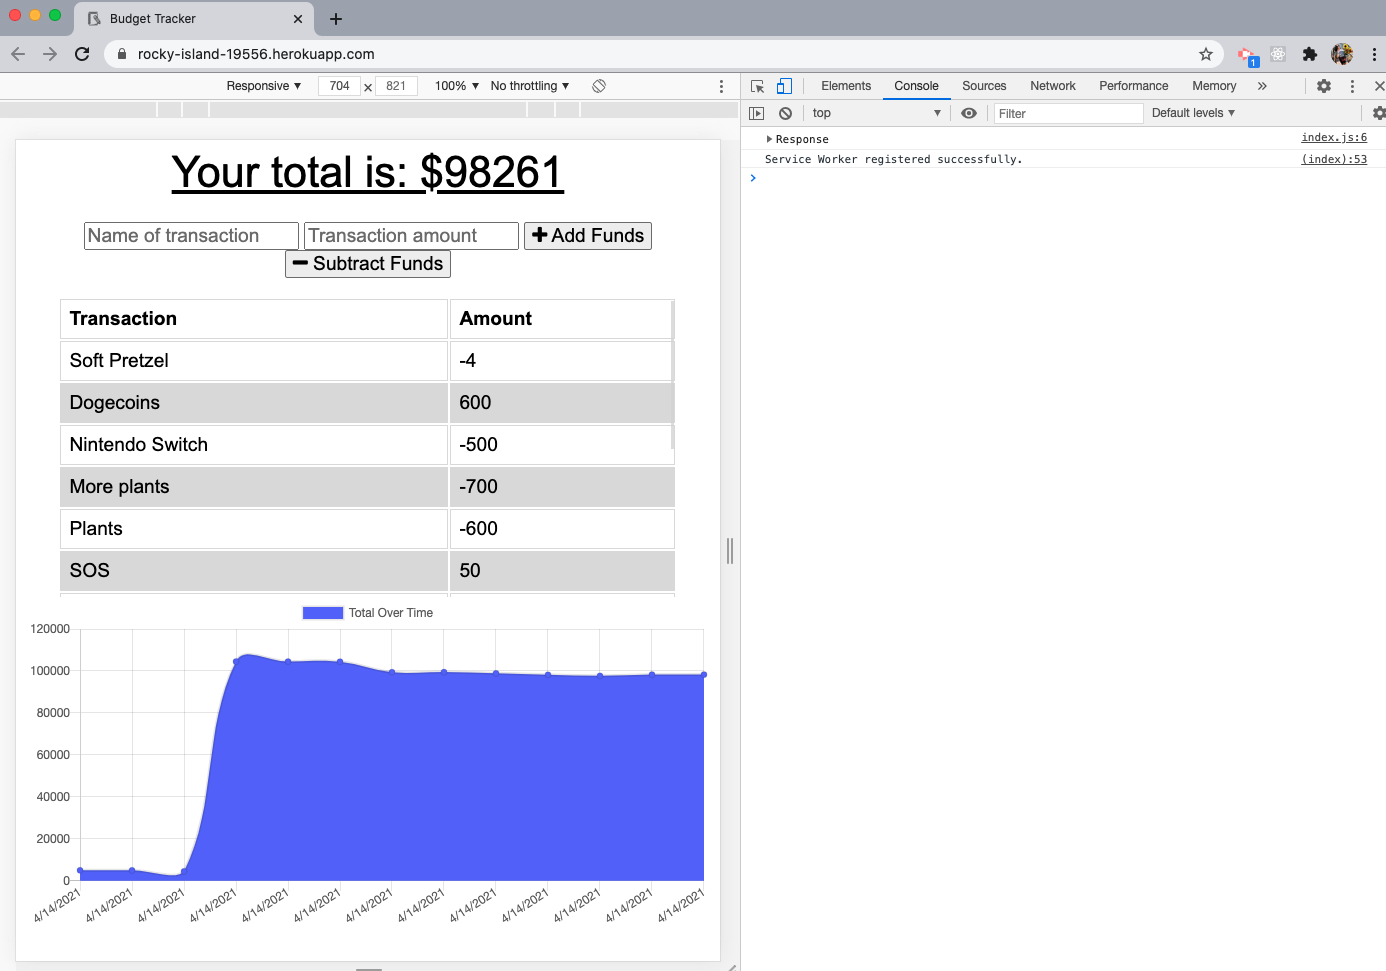 Budget Tracker
rocky-island-19556.herokuapp.com
1
Responsive ▼ 704 × 821 100% ▼ No throttling ▼
Elements Console Sources Network Performance Memory »
top ▼ Filter Default levels ▼
Response index.js:6
Service Worker registered successfully. (index):53
Your total is: $98261
Name of transaction Transaction amount Add Funds
Subtract Funds
Transaction Amount
Soft Pretzel -4
Dogecoins 600
Nintendo Switch -500
More plants -700
Plants -600
SOS 50
Total Over Time
120000
100000
80000
60000
40000
20000
0
4/14/2021 4/14/2021 4/14/2021 4/14/2021 4/14/2021 4/14/2021 4/14/2021 4/14/2021 4/14/2021 4/14/2021 4/14/2021 4/14/2021 4/14/2021